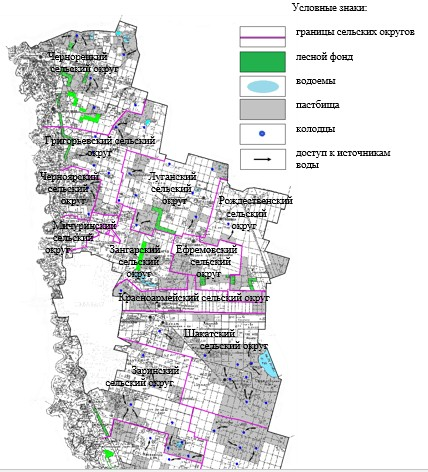 Условные знаки:
границы сельских округов
лесной фонд
водоемы
пастбища
колодцы
доступ к источникам
воды
Чернорецкий
сельский округ
Григорьевский сельский
округ
Черноярский
сельский
округ
Луганский
сельский
округ
Рождественский
сельский
округ
Мичуринский
сельский
округ
Зангарский
сельский
округ
Ефремовский
сельский
округ
Красноармейский сельский округ
Шакатский
сельский округ
Заринский
сельский округ